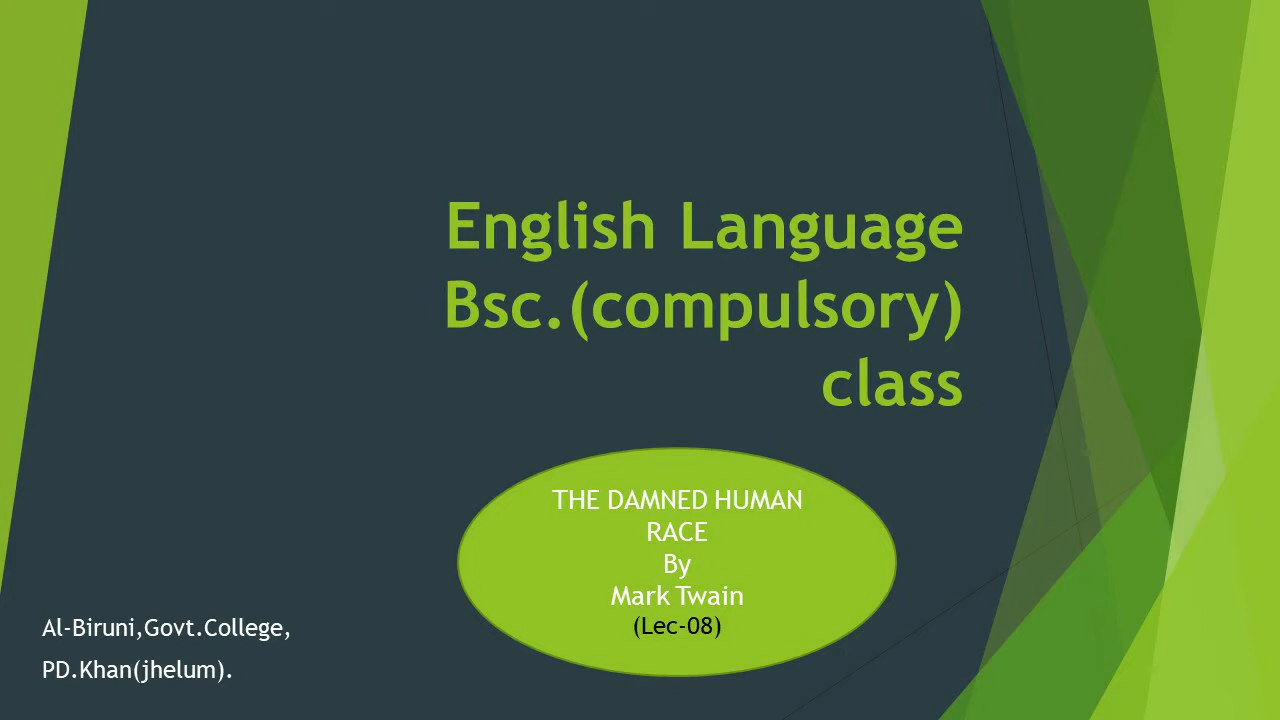 English Language
Bsc.(compulsory)
class
THE DAMNED HUMAN
RACE
By
Mark Twain
(Lec-08)
Al-Biruni,Govt.College,
PD.Khan(jhelum).